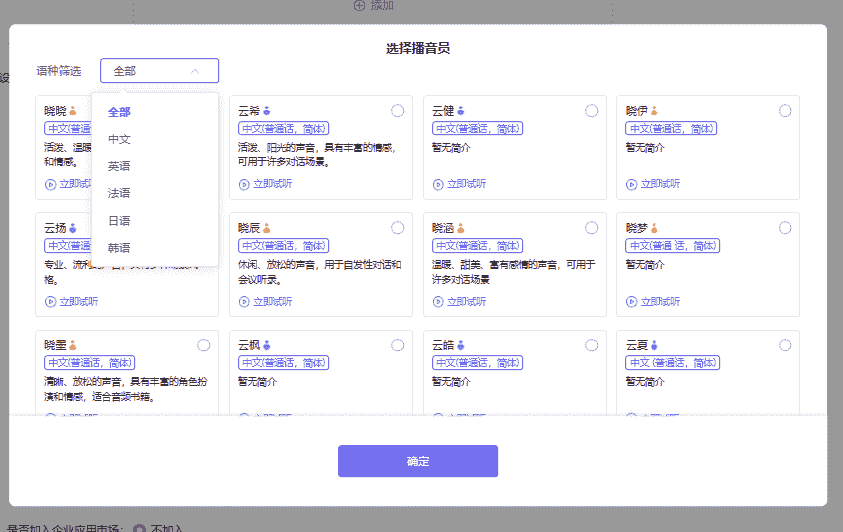 添加
选择播音员
设
语种筛选
全部
全部
中文
英语
法语
日语
韩语
晓晓
中文(普通
活泼、温暖
和情感。
立即试听
云希
中文(普通话，简体)
活泼、阳光的声音，具有丰富的情感，
可用于许多对话场景。
立即试听
云健
中文(普通话，简体)
暂无简介
立即试听
晓伊
中文(普通话，简体)
暂无简介
立即试听
云扬
中文(普通
专业、流利
格。
立即试听
晓辰
中文(普通话，简体)
休闲、放松的声音，用于自发性对话和
会议听录。
立即试听
晓涵
中文(普通话，简体)
温暖、甜美、富有感情的声音，可用于
许多对话场景
立即试听
晓梦
中文(普通 话，简体)
暂无简介
立即试听
晓墨
中文(普通话，简体)
清晰、放松的声音，具有丰富的角色扮
演和情感，适合音频书籍。
云枫
中文(普通话，简体)
暂无简介
云皓
中文(普通话，简体)
暂无简介
云夏
中文 (普通话，简体)
暂无简介
确定
是否加入企业应用市场：
不加入